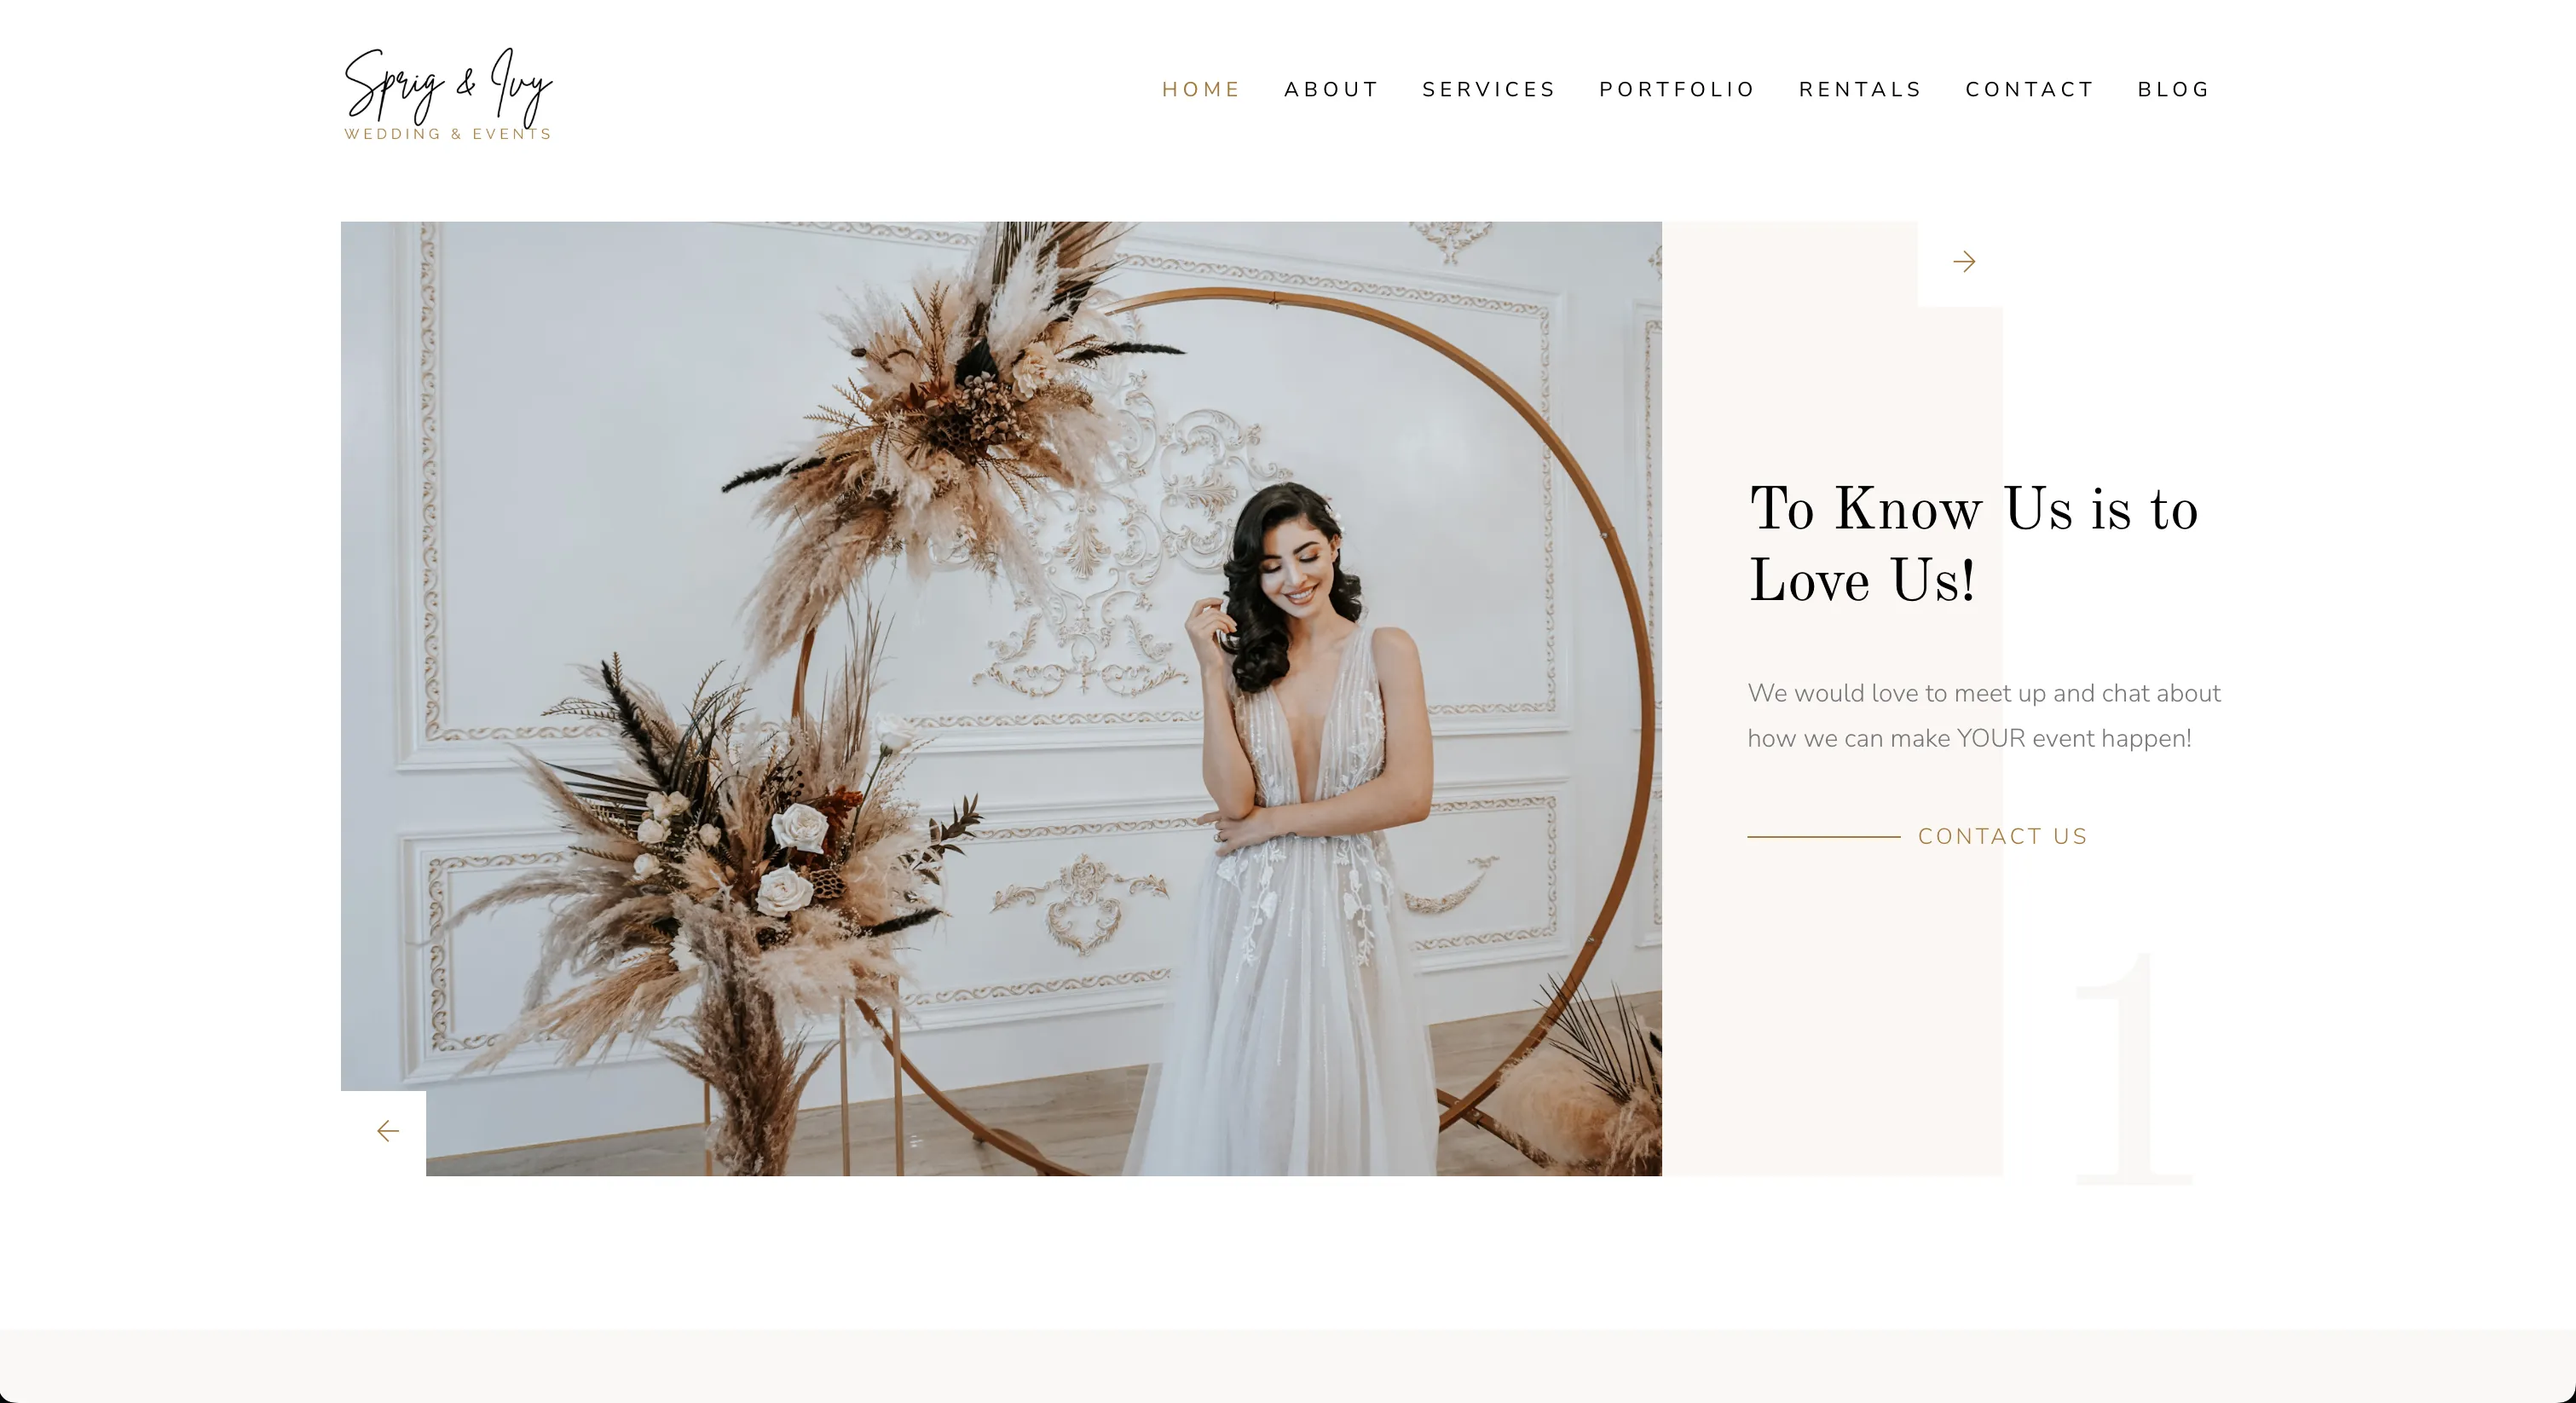 Sprig & Ivy
WEDDING & EVENTS
HOME ABOUT SERVICES PORTFOLIO RENTALS CONTACT BLOG
To Know Us is to
Love Us!
We would love to meet up and chat about
how we can make YOUR event happen!
CONTACT US
1